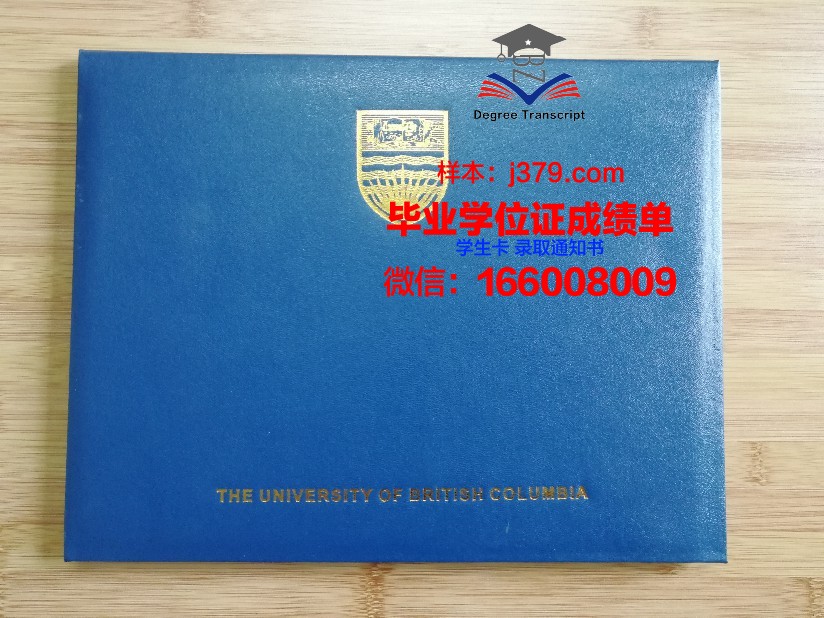 Degree Transcript
样本：j379.com
毕业学位证成绩单
学生卡 录取通知书
微信：166008009
THE UNIVERSITY OF BRITISH COLUMBIA